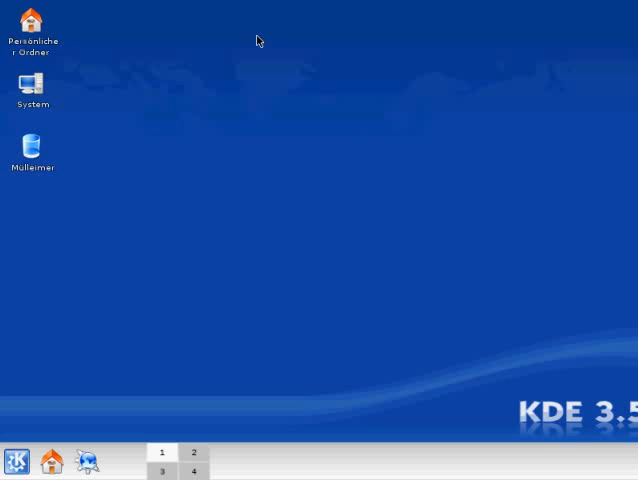 Persönliche
r Ordner
System
Mülleimer
KDE 3.5
1 2
3 4